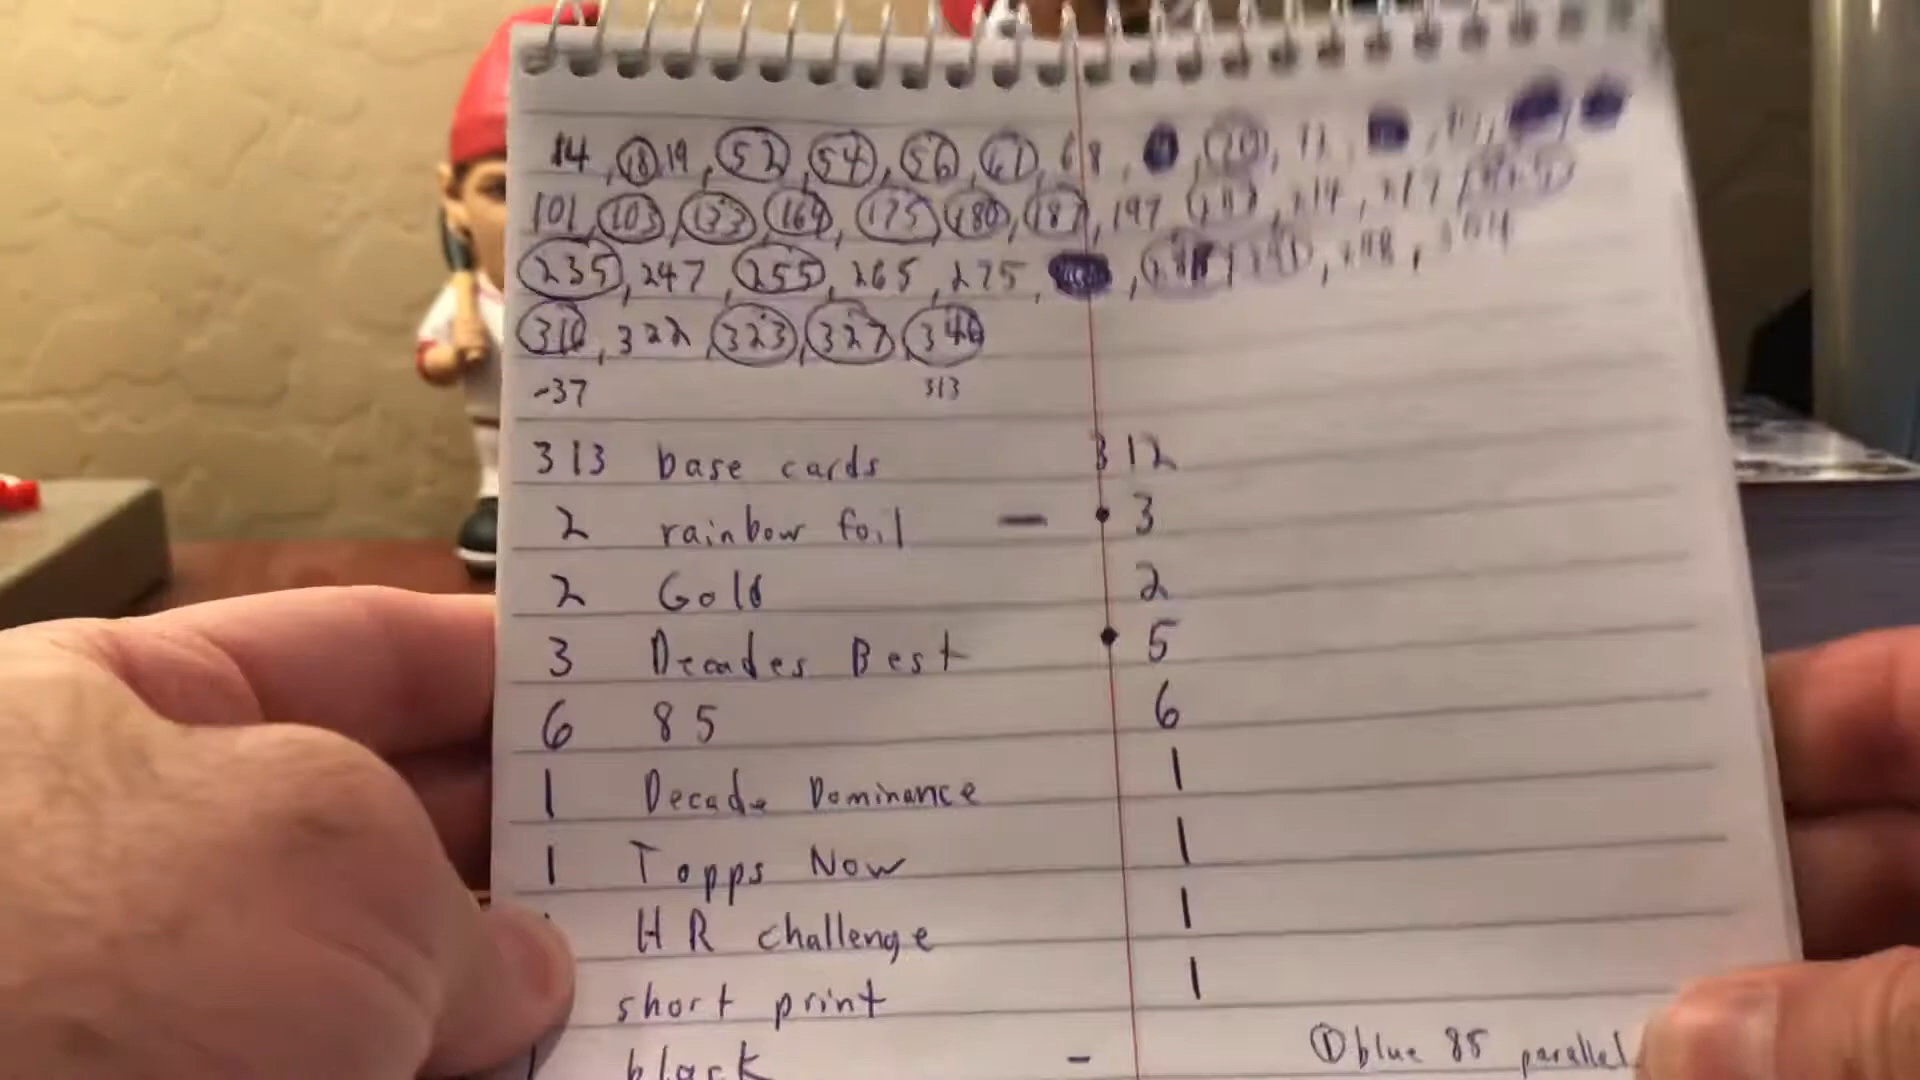 14, 18, 19, 52, 54, 56, 61, 68,
101, 103, 133, 169, 175, 180, 187, 197
235, 247, 255, 265, 275,
310, 322, 323, 327, 340
-37 313
313 base cards 312
2 rainbow foil — • 3
2 Gold 2
3 Decades Best • 5
6 85 6
1 Decade Dominance 1
1 Topps Now 1
HR challenge 1
short print 1
black - ① blue 85 parallel